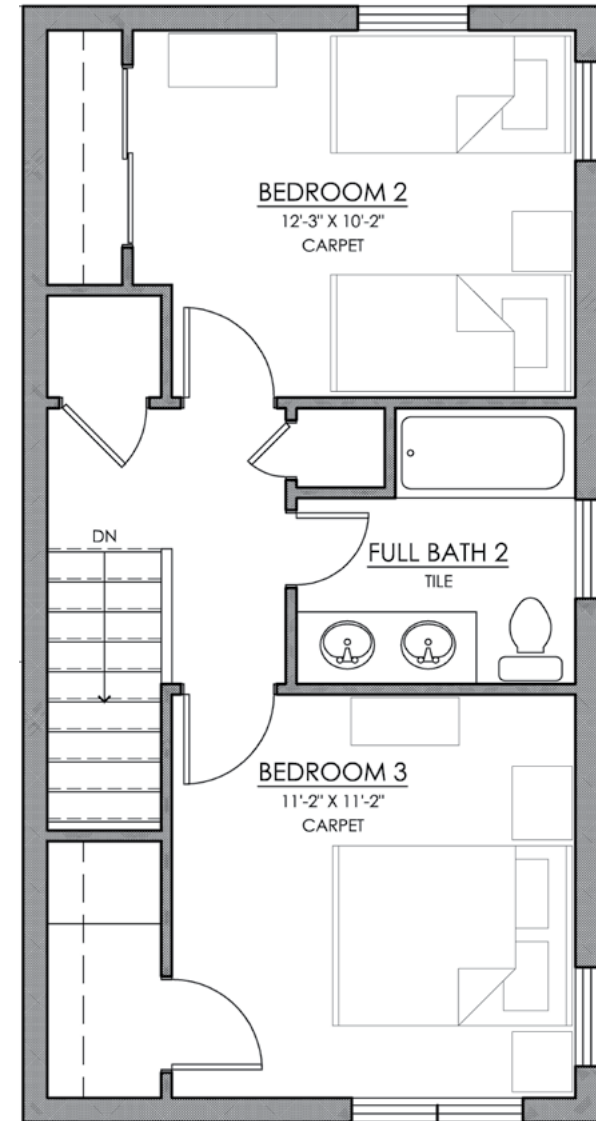 BEDROOM 2
12'-3" X 10'-2"
CARPET
DN
FULL BATH 2
TILE
BEDROOM 3
11'-2" X 11'-2"
CARPET